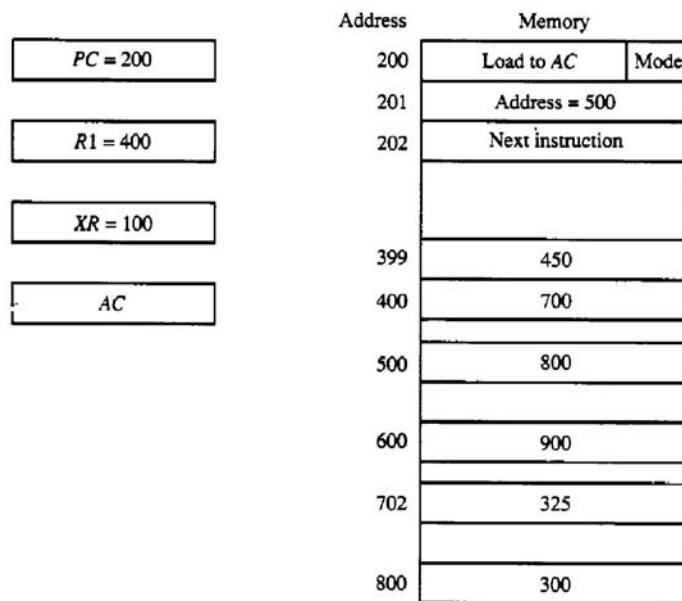 Address Memory
PC = 200
200 Load to AC Mode
201 Address = 500
R1 = 400
202 Next instruction
XR = 100
399 450
AC
400 700
500 800
600 900
702 325
800 300